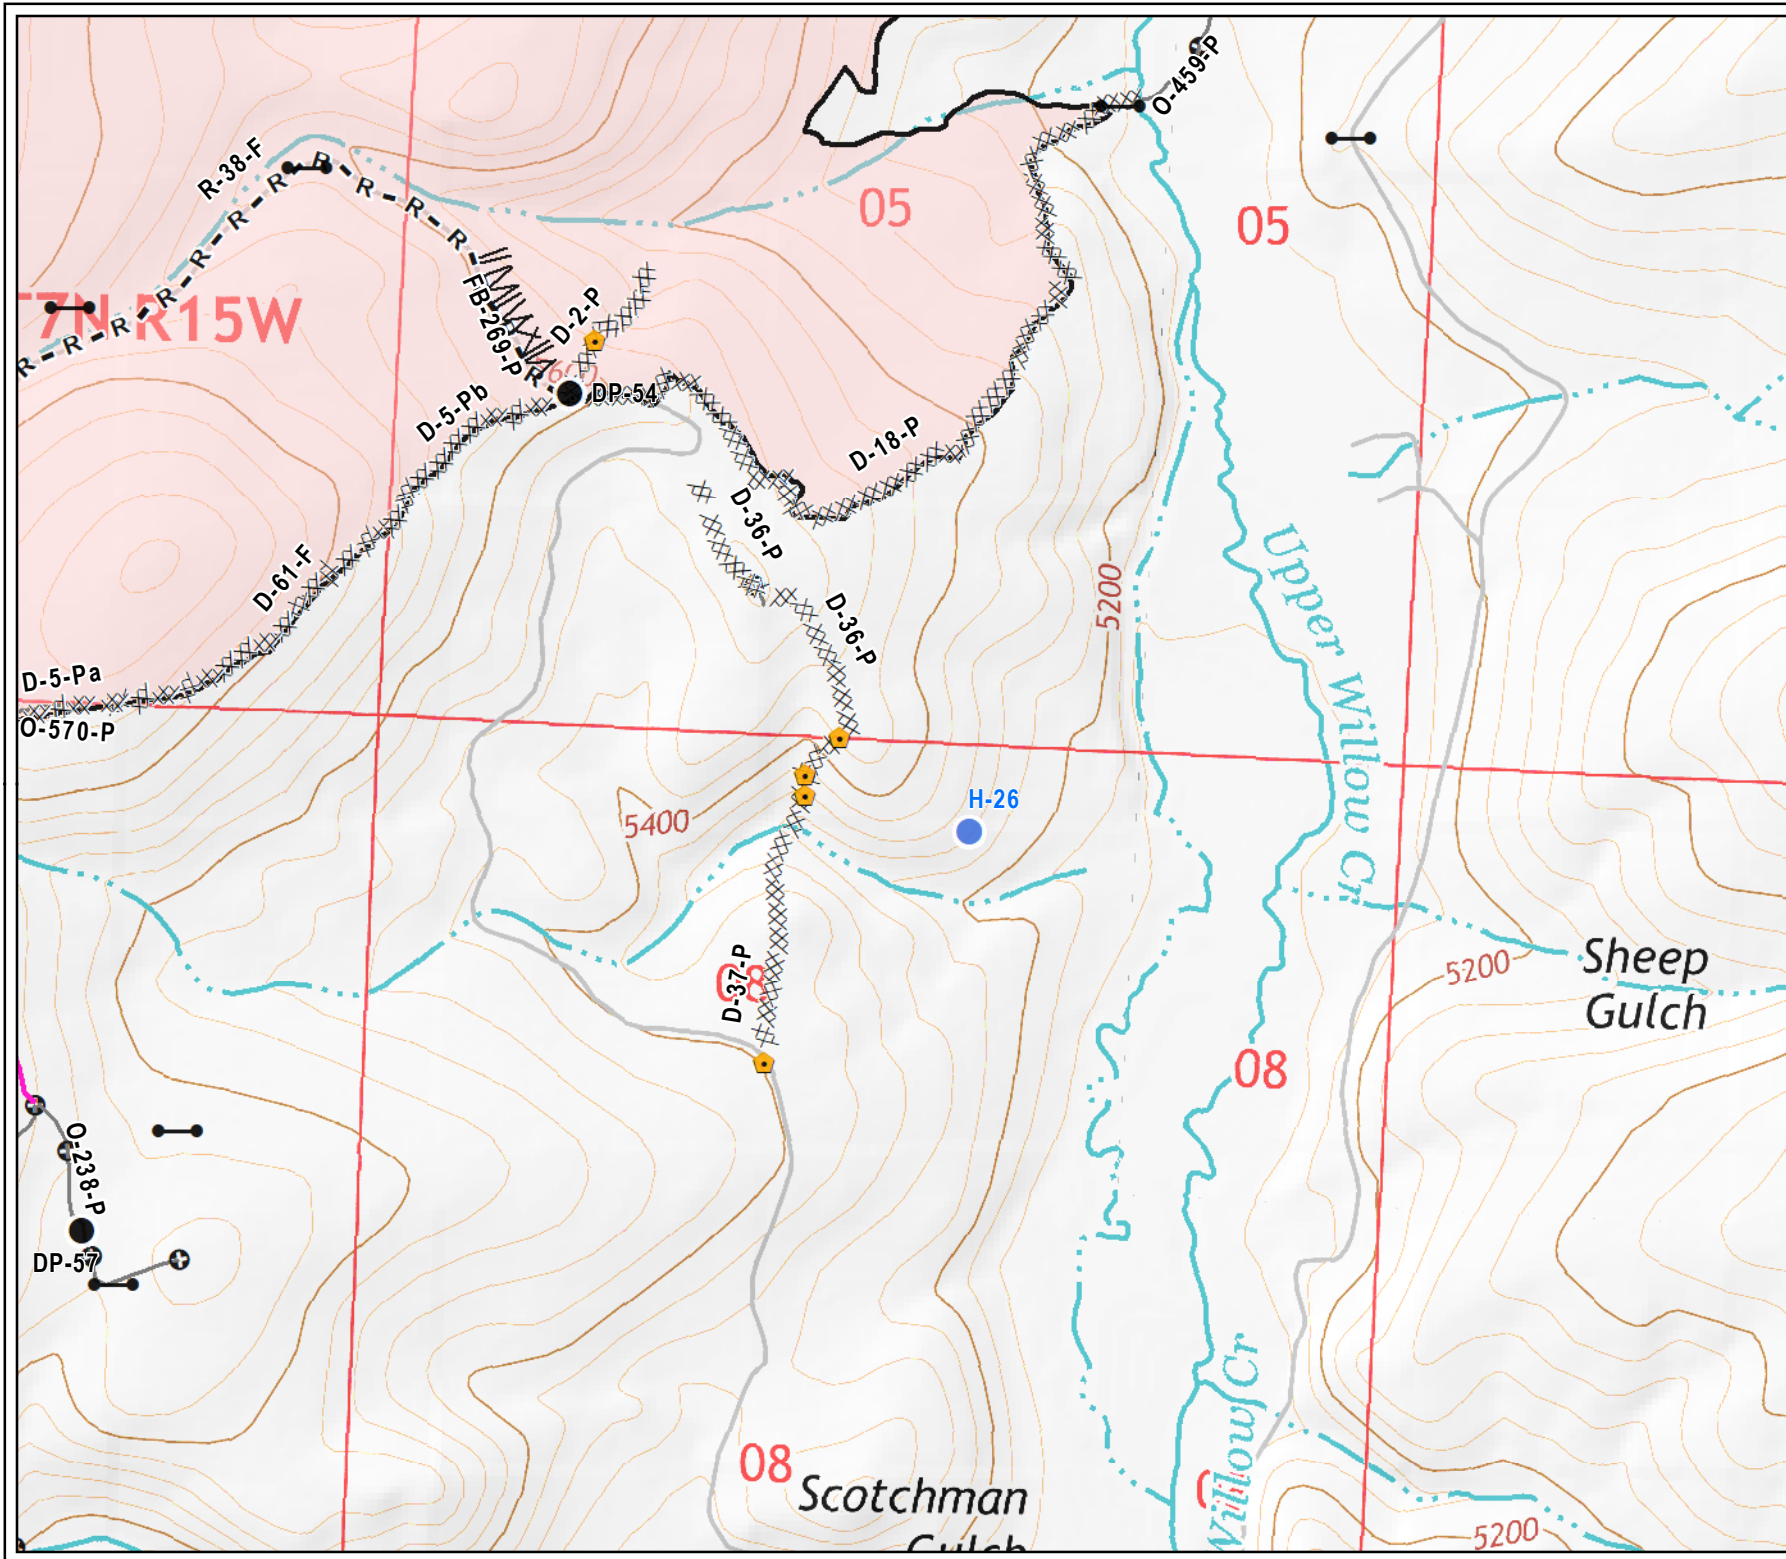 O-459-P
R-38-F
05
05
T7N R15W
FB-269-P
D-2-P
DP-54
D-5-Pb
D-18-P
D-36-P
D-61-F
5200
Upper Willow Cr
D-36-P
D-5-Pa
O-570-P
H-26
5400
Sheep
Gulch
5200
D-37-P
08
08
O-238-P
DP-57
Willow Cr
08
Scotchman
Gulch
5200
R
R
R
R
R
R
R
R
R
R
R
R